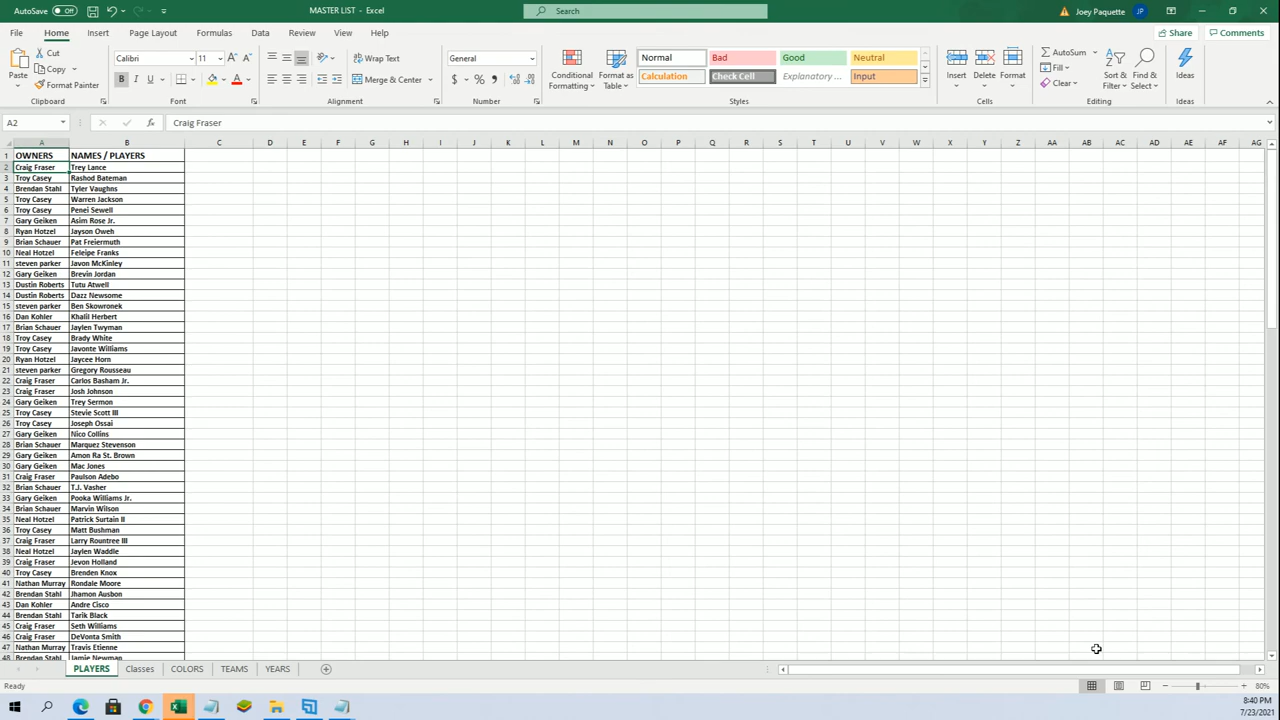 AutoSave Off MASTER LIST - Excel Search Joey Paquette JP
File Home Insert Page Layout Formulas Data Review View Help Share Comments
Paste Cut Copy Format Painter Clipboard
Calibri 11 A A B I U A Font
Wrap Text Merge & Center Alignment
General $ % 9 Number
Conditional Formatting Format as Table
Normal Bad Good Neutral
Calculation Check Cell Explanatory ... Input
Styles
Insert Delete Format Cells
AutoSum Fill Clear Sort & Filter Find & Select Editing
Ideas Ideas
A2 fx Craig Fraser
A B C D E F G H I J K L M N O P Q R S T U V W X Y Z AA AB AC AD AE AF AG
1 OWNERS NAMES / PLAYERS
2 Craig Fraser Trey Lance
3 Troy Casey Rashod Bateman
4 Brendan Stahl Tyler Vaughns
5 Troy Casey Warren Jackson
6 Troy Casey Penei Sewell
7 Gary Geiken Asim Rose Jr.
8 Ryan Hotzel Jayson Oweh
9 Brian Schauer Pat Freiermuth
10 Neal Hotzel Feleipe Franks
11 steven parker Javon McKinley
12 Gary Geiken Brevin Jordan
13 Dustin Roberts Tutu Atwell
14 Dustin Roberts Dazz Newsome
15 steven parker Ben Skowronek
16 Dan Kohler Khalil Herbert
17 Brian Schauer Jaylen Twyman
18 Troy Casey Brady White
19 Troy Casey Javonte Williams
20 Ryan Hotzel Jaycee Horn
21 steven parker Gregory Rousseau
22 Craig Fraser Carlos Basham Jr.
23 Craig Fraser Josh Johnson
24 Gary Geiken Trey Sermon
25 Troy Casey Stevie Scott III
26 Troy Casey Joseph Ossai
27 Gary Geiken Nico Collins
28 Brian Schauer Marquez Stevenson
29 Gary Geiken Amon Ra St. Brown
30 Gary Geiken Mac Jones
31 Craig Fraser Paulson Adebo
32 Brian Schauer T.J. Vasher
33 Gary Geiken Pooka Williams Jr.
34 Brian Schauer Marvin Wilson
35 Neal Hotzel Patrick Surtain II
36 Troy Casey Matt Bushman
37 Craig Fraser Larry Rountree III
38 Neal Hotzel Jaylen Waddle
39 Craig Fraser Jevon Holland
40 Troy Casey Brenden Knox
41 Nathan Murray Rondale Moore
42 Brendan Stahl Jhamon Ausbon
43 Dan Kohler Andre Cisco
44 Brendan Stahl Tarik Black
45 Craig Fraser Seth Williams
46 Craig Fraser DeVonta Smith
47 Nathan Murray Travis Etienne
48 Brendan Stahl Jamie Newman
PLAYERS Classes COLORS TEAMS YEARS
Ready 80%
8:40 PM
7/23/2021